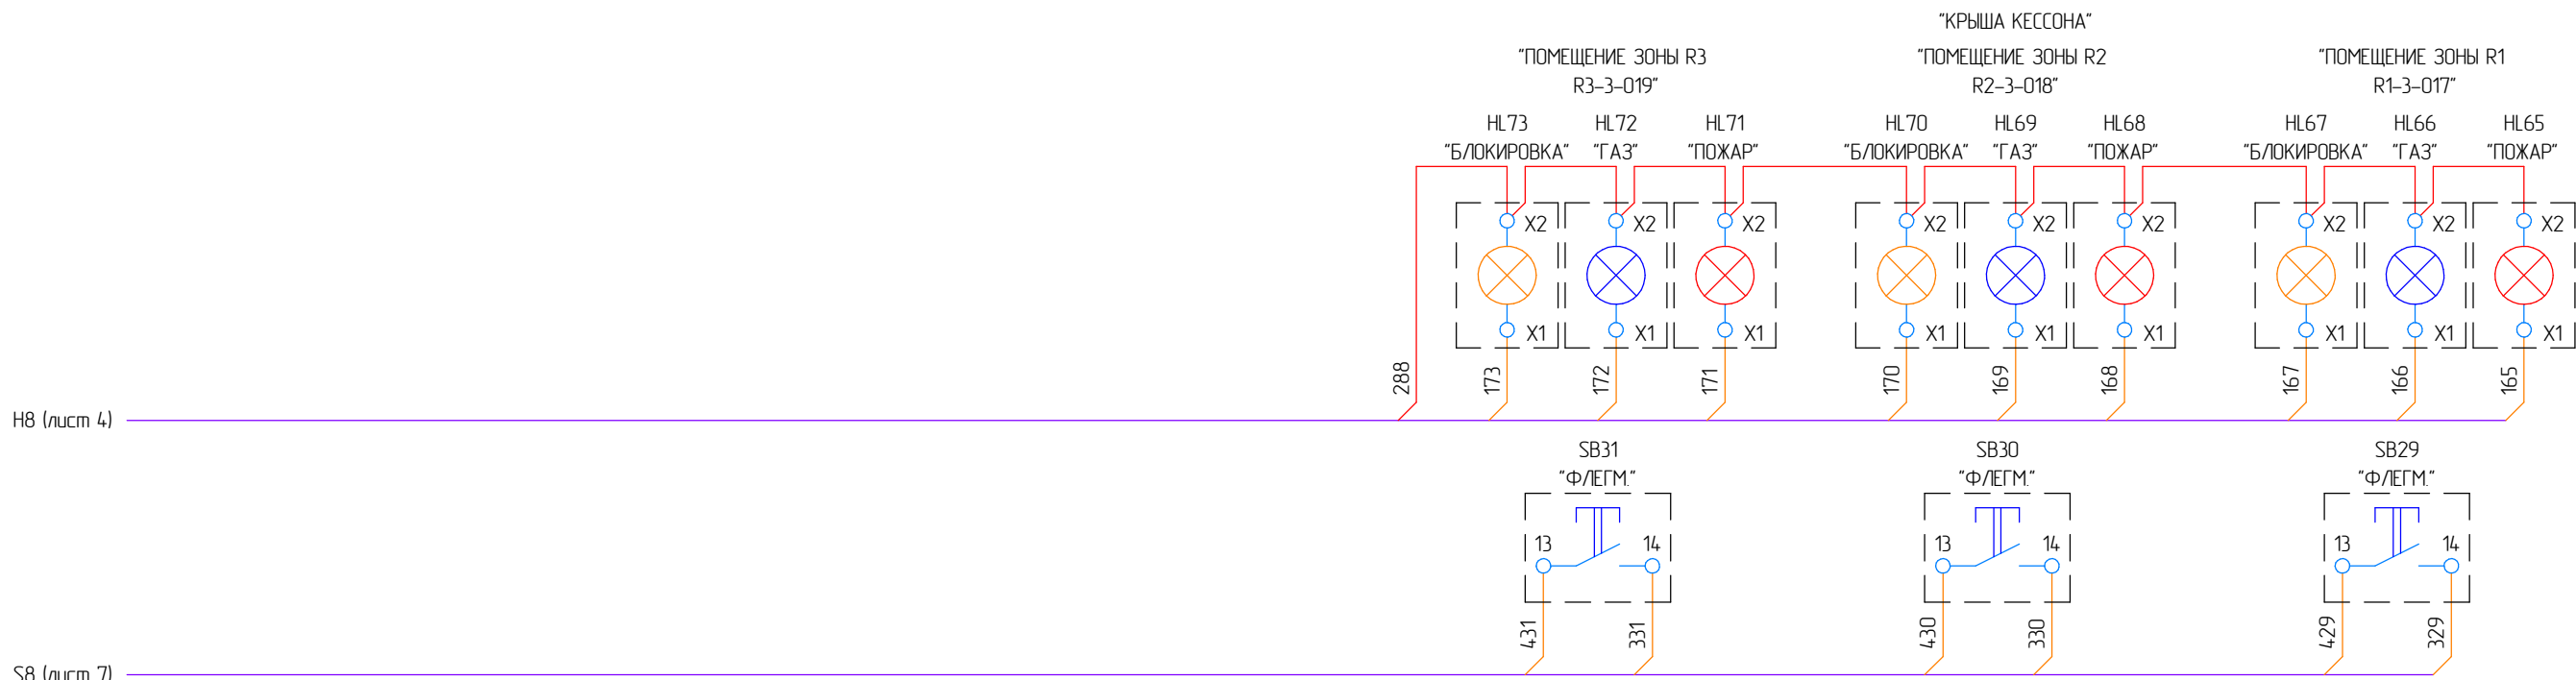 "КРЫША КЕССОНА"
"ПОМЕЩЕНИЕ ЗОНЫ R3
R3-3-019"
"ПОМЕЩЕНИЕ ЗОНЫ R2
R2-3-018"
"ПОМЕЩЕНИЕ ЗОНЫ R1
R1-3-017"
HL73
"БЛОКИРОВКА"
HL72
"ГАЗ"
HL71
"ПОЖАР"
HL70
"БЛОКИРОВКА"
HL69
"ГАЗ"
HL68
"ПОЖАР"
HL67
"БЛОКИРОВКА"
HL66
"ГАЗ"
HL65
"ПОЖАР"
X2
X2
X2
X2
X2
X2
X2
X2
X2
X1
X1
X1
X1
X1
X1
X1
X1
X1
288
173
172
171
170
169
168
167
166
165
H8 (лист 4)
SB31
"ФЛЕГМ."
SB30
"ФЛЕГМ."
SB29
"ФЛЕГМ."
13
14
13
14
13
14
431
331
430
330
429
329
S8 (лист 7)